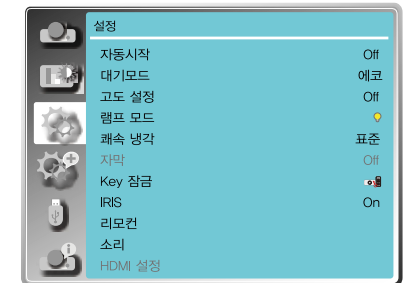 설정
자동시작 Off
대기모드 에코
고도 설정 Off
램프 모드
쾌속 냉각 표준
자막 Off
Key 잠금
IRIS On
리모컨
소리
HDMI 설정